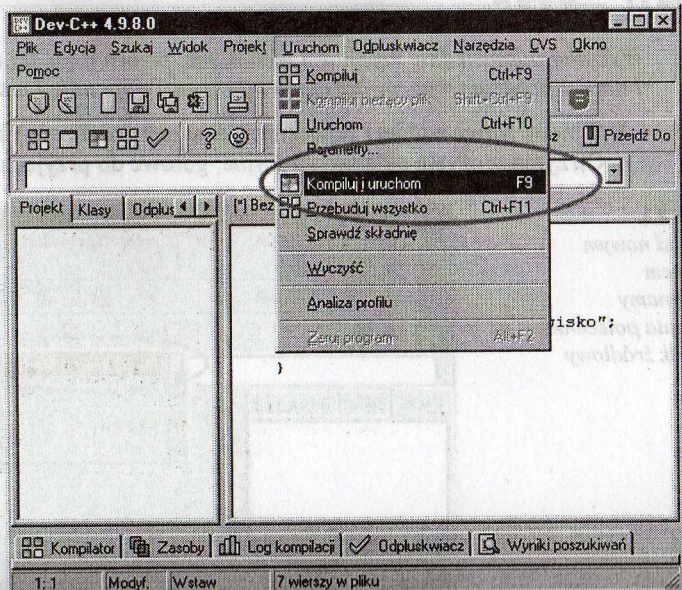 Dev-C++ 4.9.8.0
Plik Edycja Szukaj Widok Projekt Uruchom Odpluskwiacz Narzędzia CVS Okno
Pomoc
Kompiluj Ctrl+F9
Kompiluj bieżący plik Shift+Ctrl+F9
Uruchom Ctrl+F10
Parametry...
Przejdź Do
Kompiluj i uruchom F9
Projekt Klasy Odplus [*] Bez
Przebuduj wszystko Ctrl+F11
Sprawdź składnię
Wyczyść
Analiza profilu
isko";
Zeruj program Alt+F2
}
Kompilator Zasoby Log kompilacji Odpluskwiacz Wyniki poszukiwań
1: 1 Modyf. Wstaw 7 wierszy w pliku